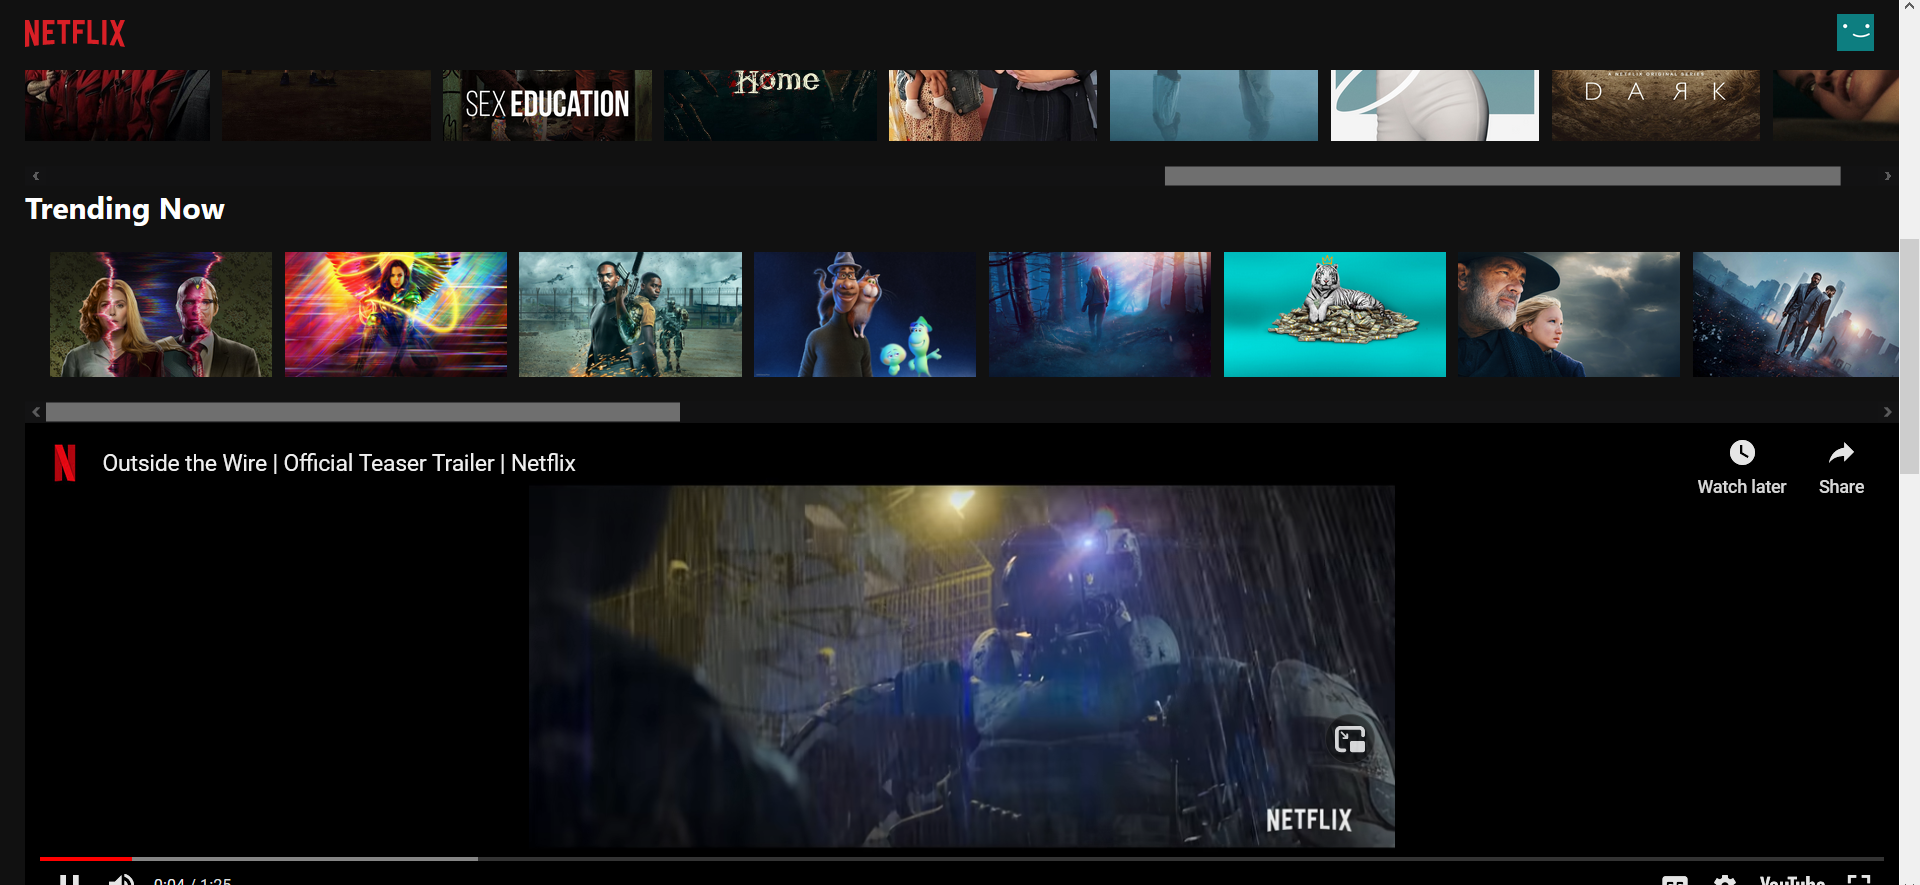 NETFLIX
SEX EDUCATION
Home
A NETFLIX ORIGINAL SERIES
DARK
Trending Now
Outside the Wire | Official Teaser Trailer | Netflix
Watch later
Share
NETFLIX
0:04 / 1:25
YouTube